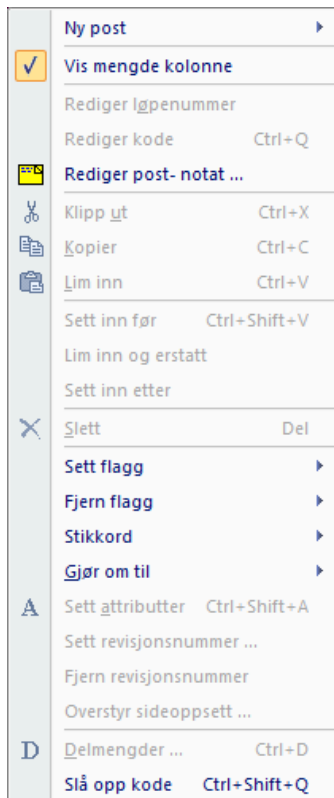 Ny post
Vis mengde kolonne
Rediger løpenummer
Rediger kode Ctrl+Q
Rediger post- notat ...
Klipp ut Ctrl+X
Kopier Ctrl+C
Lim inn Ctrl+V
Sett inn før Ctrl+Shift+V
Lim inn og erstatt
Sett inn etter
Slett Del
Sett flagg
Fjern flagg
Stikkord
Gjør om til
A Sett attributter Ctrl+Shift+A
Sett revisjonsnummer ...
Fjern revisjonsnummer
Overstyr sideoppsett ...
D Delmengder ... Ctrl+D
Slå opp kode Ctrl+Shift+Q